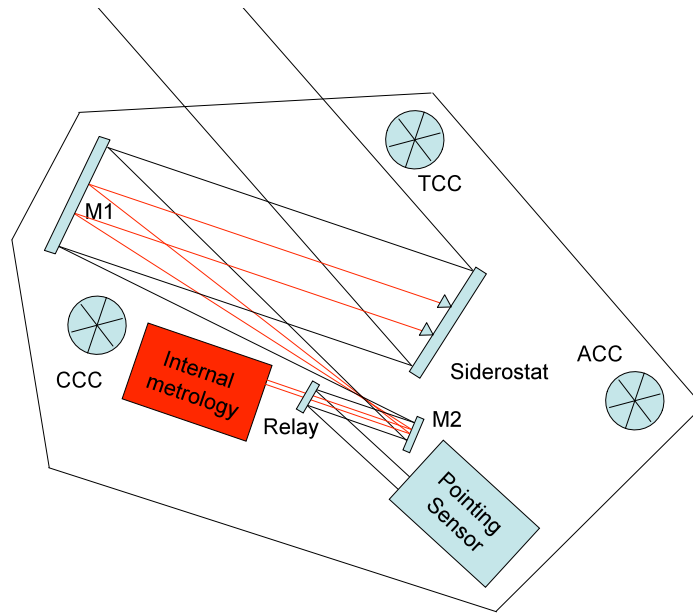 TCC
M1
CCC
Internal
metrology
Siderostat
ACC
Relay
M2
Pointing
Sensor